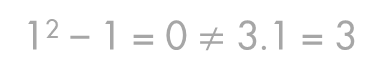 1² − 1 = 0 ≠ 3.1 = 3